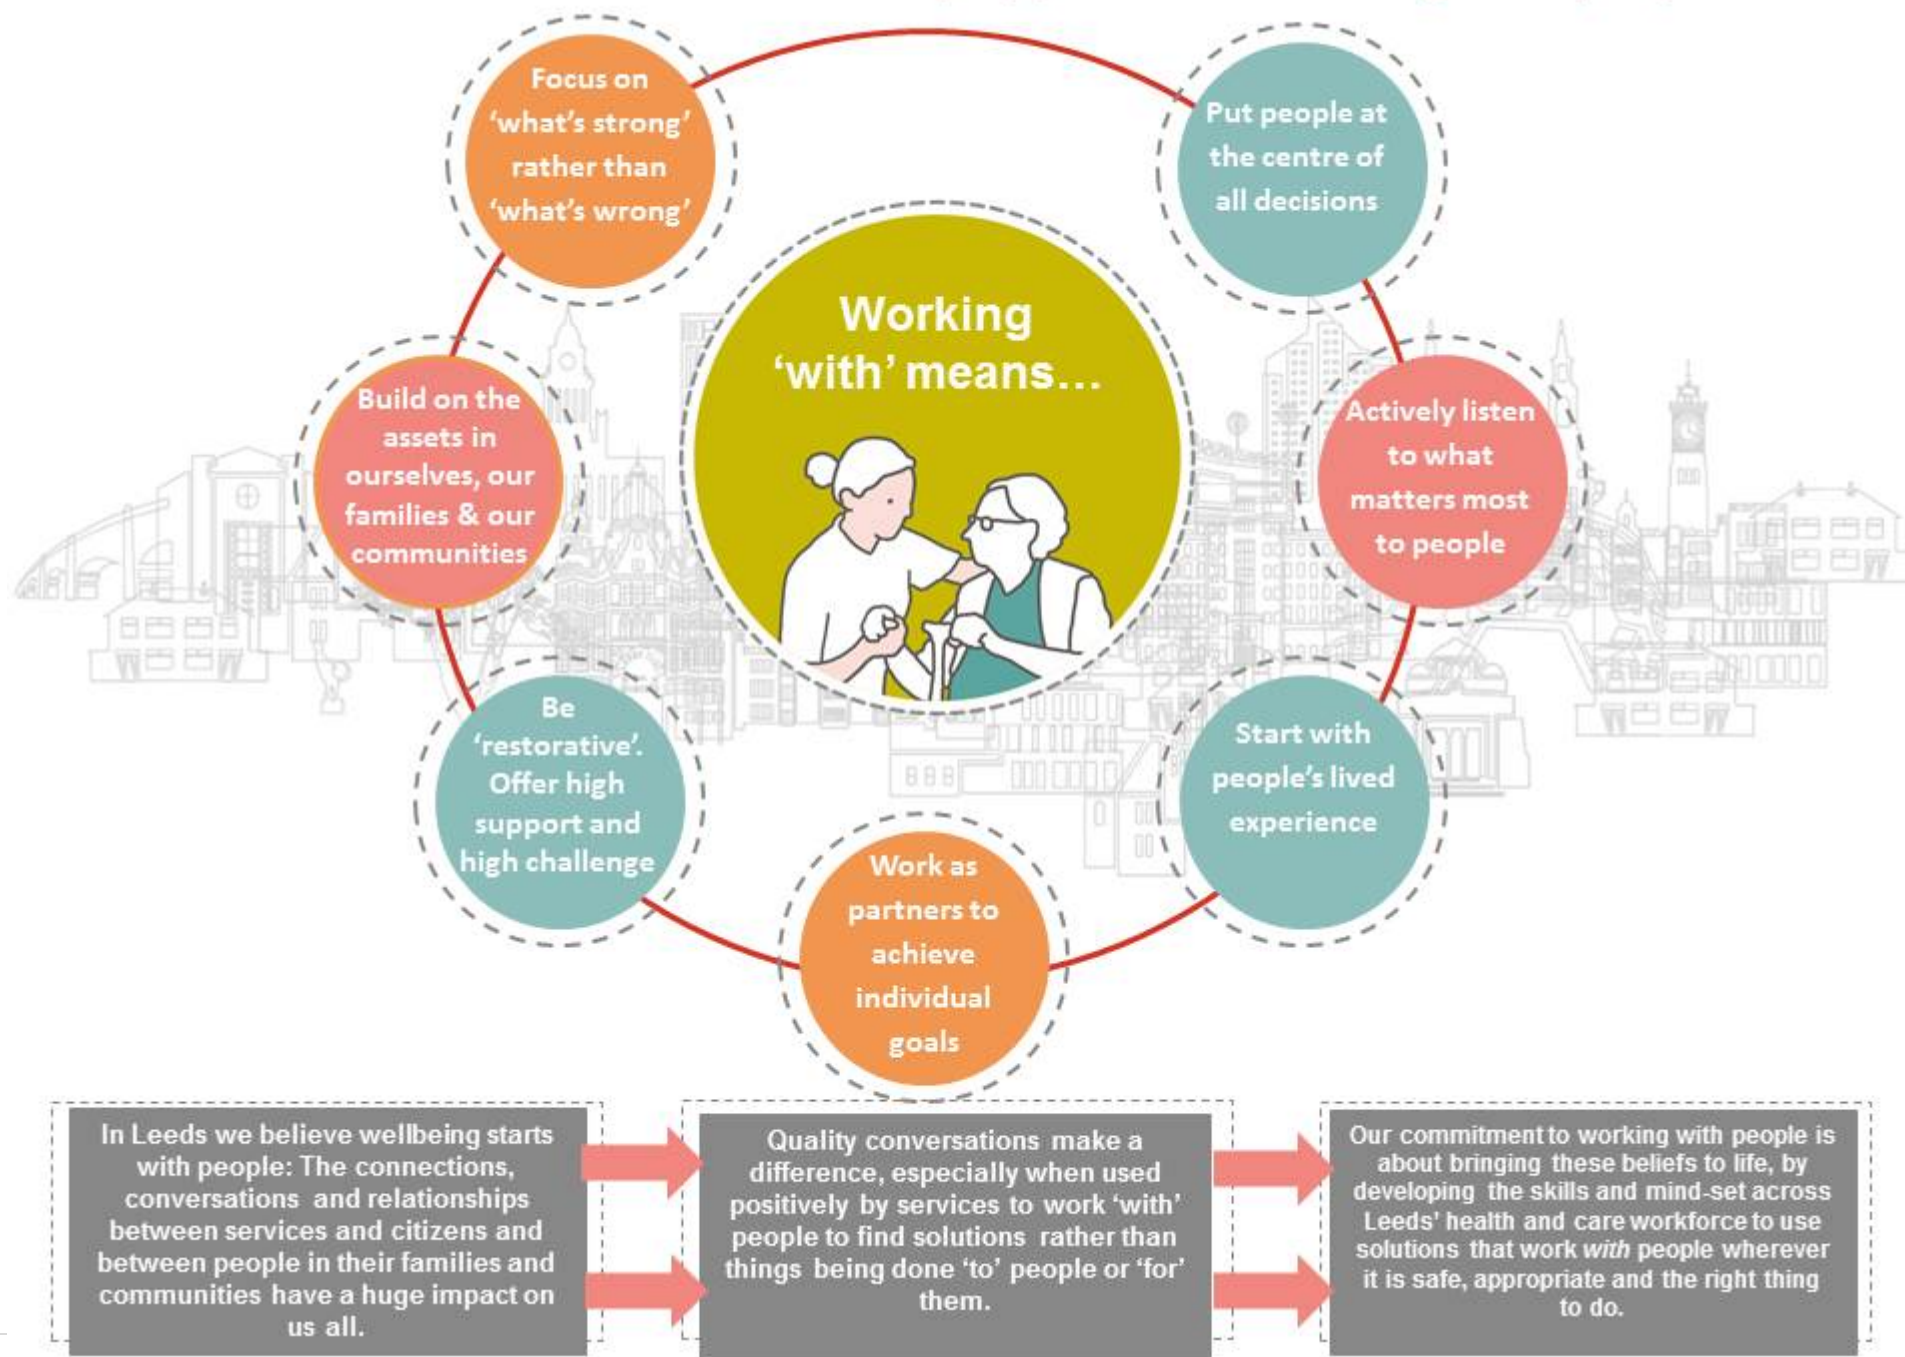 Working
‘with’ means...
Focus on
‘what’s strong’
rather than
‘what’s wrong’
Put people at
the centre of
all decisions
Actively listen
to what
matters most
to people
Start with
people’s lived
experience
Work as
partners to
achieve
individual
goals
Be
‘restorative’.
Offer high
support and
high challenge
Build on the
assets in
ourselves, our
families & our
communities
In Leeds we believe wellbeing starts
with people: The connections,
conversations and relationships
between services and citizens and
between people in their families and
communities have a huge impact on
us all.
Quality conversations make a
difference, especially when used
positively by services to work ‘with’
people to find solutions rather than
things being done ‘to’ people or ‘for’
them.
Our commitment to working with people is
about bringing these beliefs to life, by
developing the skills and mind-set across
Leeds’ health and care workforce to use
solutions that work with people wherever
it is safe, appropriate and the right thing
to do.